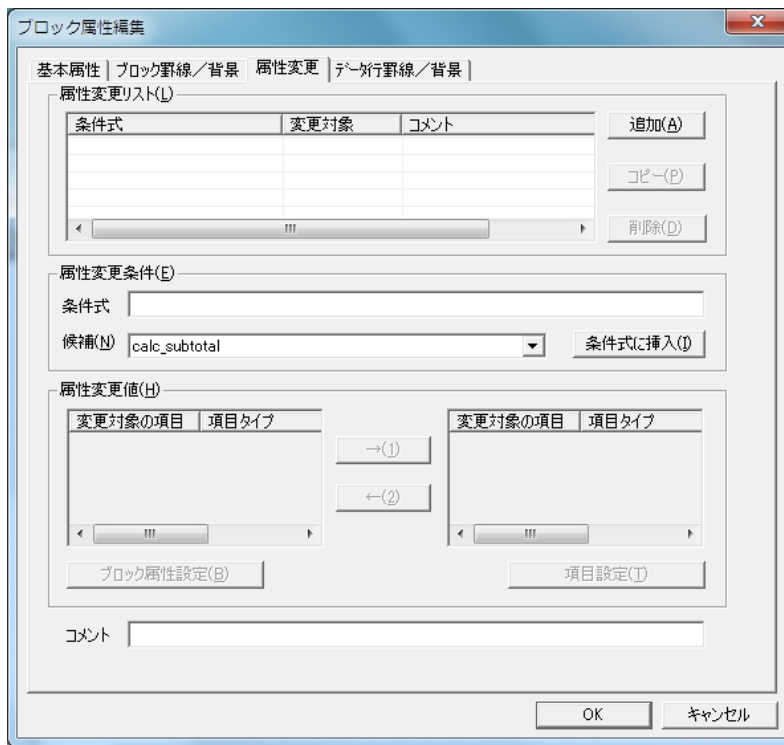 ブロック属性編集
基本属性 ブロック罫線／背景 属性変更 データ行罫線／背景
属性変更リスト(L)
条件式 変更対象 コメント
追加(A)
コピー(P)
削除(D)
属性変更条件(E)
条件式
候補(N) calc_subtotal 条件式に挿入(I)
属性変更値(H)
変更対象の項目 項目タイプ 変更対象の項目 項目タイプ
→(1)
←(2)
ブロック属性設定(B) 項目設定(T)
コメント
OK キャンセル